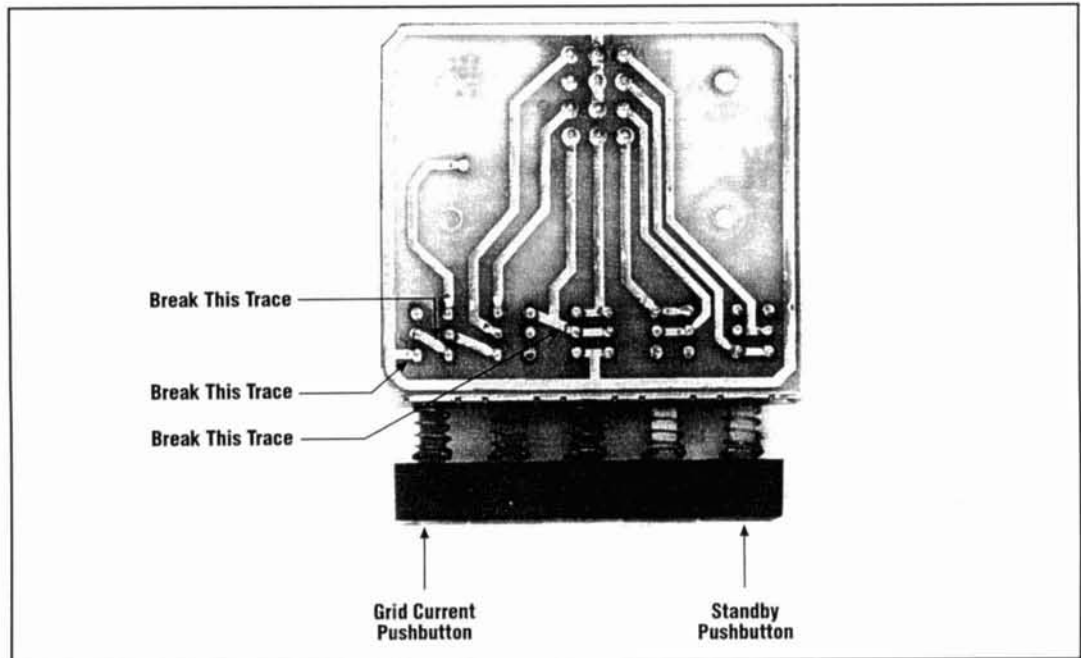 Break This Trace
Break This Trace
Break This Trace
Grid Current
Pushbutton
Standby
Pushbutton